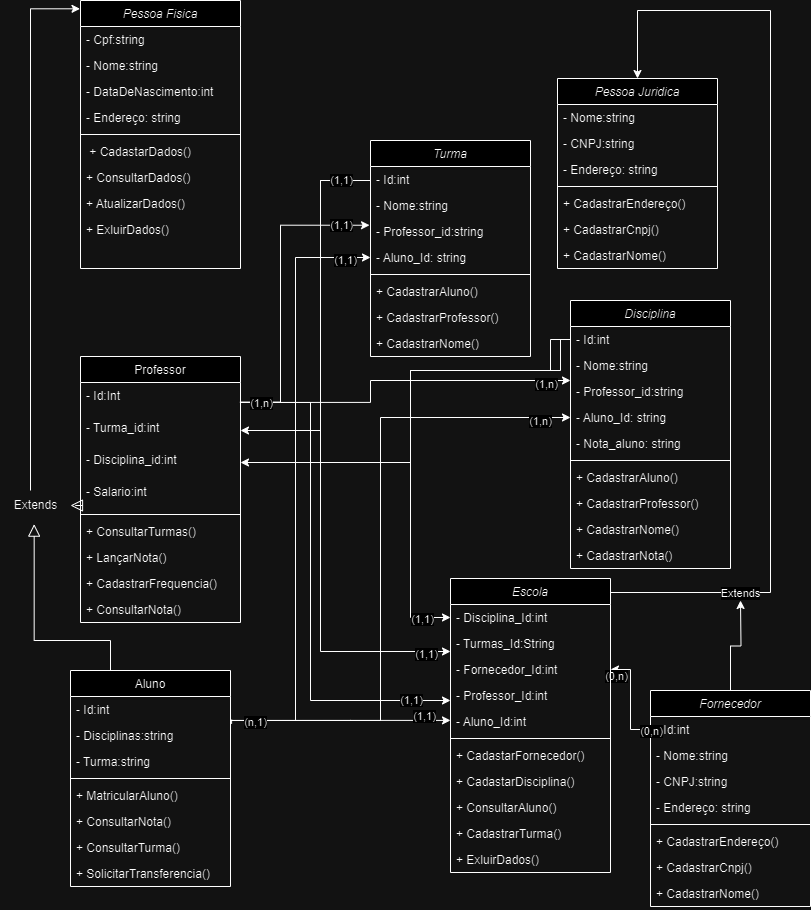 Pessoa Fisica
- Cpf:string
- Nome:string
- DataDeNascimento:int
- Endereço: string
+ CadastarDados()
+ ConsultarDados()
+ AtualizarDados()
+ ExluirDados()
Pessoa Juridica
- Nome:string
- CNPJ:string
- Endereço: string
+ CadastrarEndereço()
+ CadastrarCnpj()
+ CadastrarNome()
Turma
- Id:int
- Nome:string
- Professor_id:string
- Aluno_Id: string
+ CadastrarAluno()
+ CadastrarProfessor()
+ CadastrarNome()
(1,1)
(1,1)
(1,1)
Disciplina
- Id:int
- Nome:string
- Professor_id:string
- Aluno_Id: string
- Nota_aluno: string
+ CadastrarAluno()
+ CadastrarProfessor()
+ CadastrarNome()
+ CadastrarNota()
(1,n)
(1,n)
Professor
- Id:Int
- Turma_id:int
- Disciplina_id:int
- Salario:int
+ ConsultarTurmas()
+ LançarNota()
+ CadastrarFrequencia()
+ ConsultarNota()
(1,n)
Extends
Escola
- Disciplina_Id:int
- Turmas_Id:String
- Fornecedor_Id:int
- Professor_Id:int
- Aluno_Id:int
+ CadastarFornecedor()
+ CadastarDisciplina()
+ ConsultarAluno()
+ CadastrarTurma()
+ ExluirDados()
(1,1)
(1,1)
(1,1)
(1,1)
(0,n)
Extends
Aluno
- Id:int
- Disciplinas:string
- Turma:string
+ MatricularAluno()
+ ConsultarNota()
+ ConsultarTurma()
+ SolicitarTransferencia()
(n,1)
Fornecedor
(0,n)
Id:int
- Nome:string
- CNPJ:string
- Endereço: string
+ CadastrarEndereço()
+ CadastrarCnpj()
+ CadastrarNome()